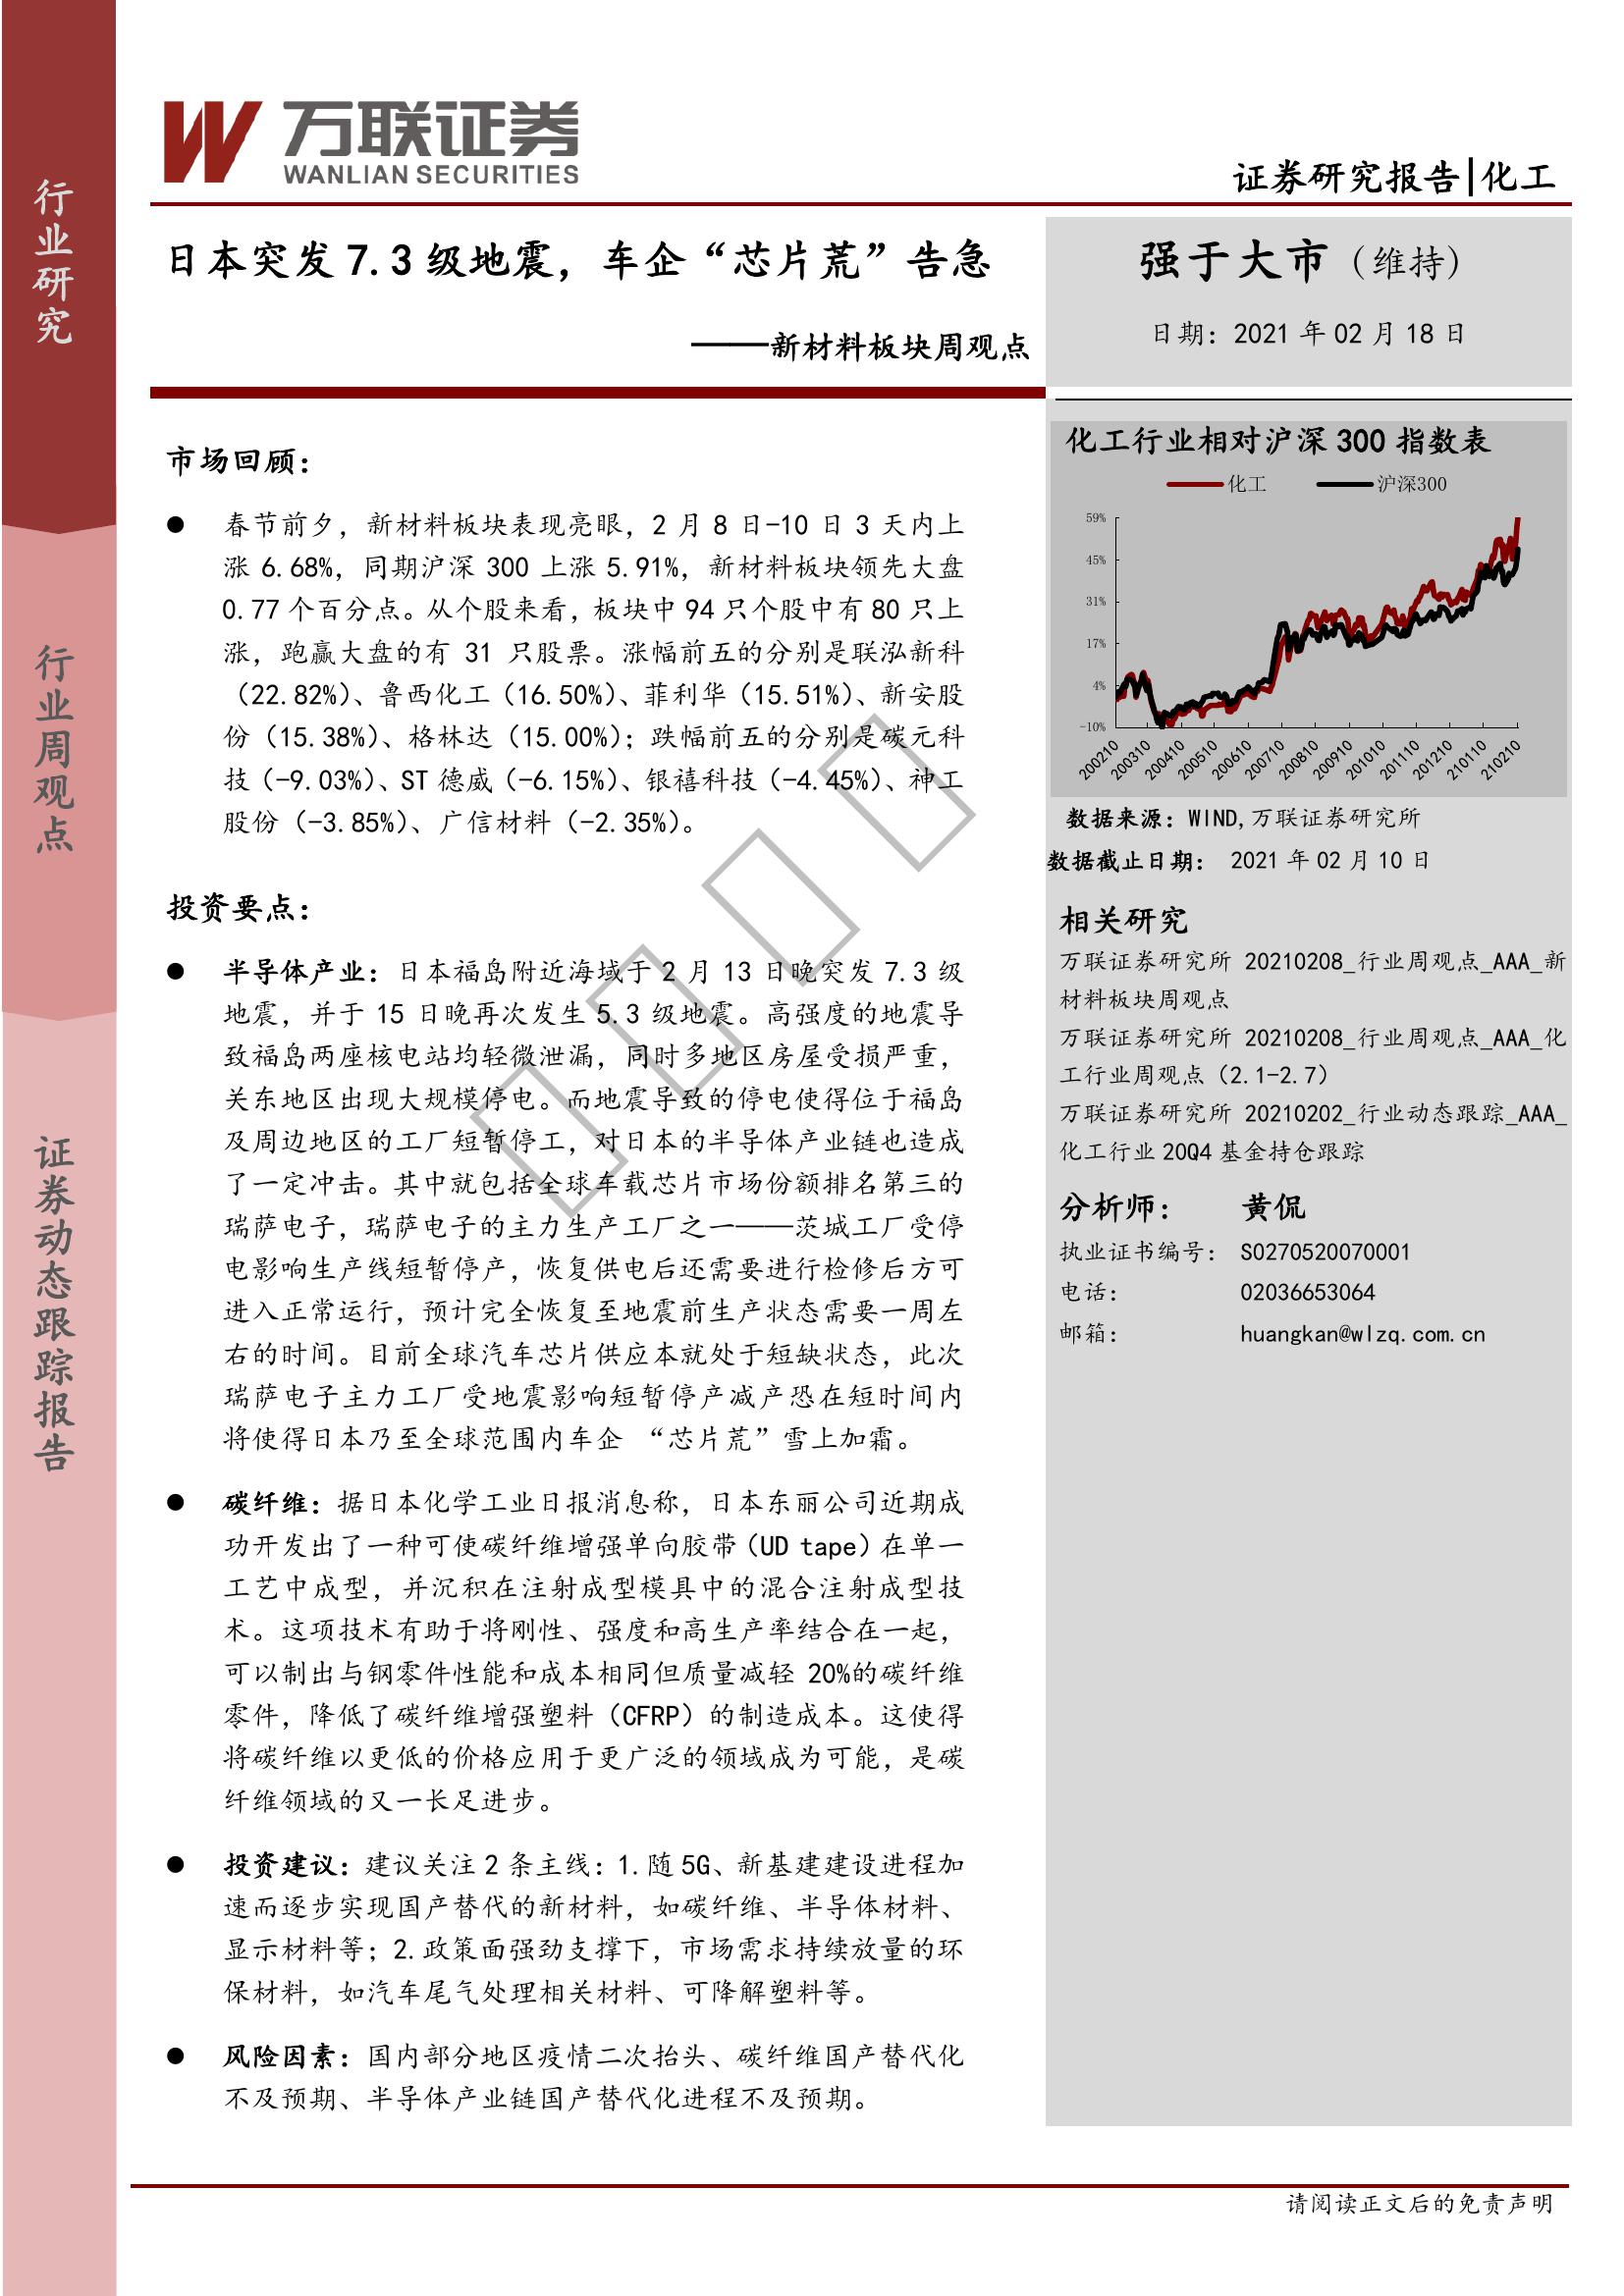 万联证券
WANLIAN SECURITIES
证券研究报告|化工
行业研究
行业周观点
证券动态跟踪报告
日本突发 7.3 级地震，车企“芯片荒”告急
——新材料板块周观点
强于大市（维持）
日期：2021 年 02 月 18 日
市场回顾：
● 春节前夕，新材料板块表现亮眼，2 月 8 日-10 日 3 天内上
涨 6.68%，同期沪深 300 上涨 5.91%，新材料板块领先大盘
0.77 个百分点。从个股来看，板块中 94 只个股中有 80 只上
涨，跑赢大盘的有 31 只股票。涨幅前五的分别是联泓新科
（22.82%）、鲁西化工（16.50%）、菲利华（15.51%）、新安股
份（15.38%）、格林达（15.00%）；跌幅前五的分别是碳元科
技（-9.03%）、ST 德威（-6.15%）、银禧科技（-4.45%）、神工
股份（-3.85%）、广信材料（-2.35%）。
投资要点：
● 半导体产业：日本福岛附近海域于 2 月 13 日晚突发 7.3 级
地震，并于 15 日晚再次发生 5.3 级地震。高强度的地震导
致福岛两座核电站均轻微泄漏，同时多地区房屋受损严重，
关东地区出现大规模停电。而地震导致的停电使得位于福岛
及周边地区的工厂短暂停工，对日本的半导体产业链也造成
了一定冲击。其中就包括全球车载芯片市场份额排名第三的
瑞萨电子，瑞萨电子的主力生产工厂之一——茨城工厂受停
电影响生产线短暂停产，恢复供电后还需要进行检修后方可
进入正常运行，预计完全恢复至地震前生产状态需要一周左
右的时间。目前全球汽车芯片供应本就处于短缺状态，此次
瑞萨电子主力工厂受地震影响短暂停产减产恐在短时间内
将使得日本乃至全球范围内车企 “芯片荒”雪上加霜。
● 碳纤维：据日本化学工业日报消息称，日本东丽公司近期成
功开发出了一种可使碳纤维增强单向胶带（UD tape）在单一
工艺中成型，并沉积在注射成型模具中的混合注射成型技
术。这项技术有助于将刚性、强度和高生产率结合在一起，
可以制出与钢零件性能和成本相同但质量减轻 20%的碳纤维
零件，降低了碳纤维增强塑料（CFRP）的制造成本。这使得
将碳纤维以更低的价格应用于更广泛的领域成为可能，是碳
纤维领域的又一长足进步。
● 投资建议：建议关注 2 条主线：1.随 5G、新基建建设进程加
速而逐步实现国产替代的新材料，如碳纤维、半导体材料、
显示材料等；2.政策面强劲支撑下，市场需求持续放量的环
保材料，如汽车尾气处理相关材料、可降解塑料等。
● 风险因素：国内部分地区疫情二次抬头、碳纤维国产替代化
不及预期、半导体产业链国产替代化进程不及预期。
化工行业相对沪深 300 指数表
化工 沪深300
59%
45%
31%
17%
4%
-10%
200210 200310 200410 200510 200610 200710 200810 200910 201010 201110 201210 210110 210210
数据来源：WIND,万联证券研究所
数据截止日期： 2021 年 02 月 10 日
相关研究
万联证券研究所 20210208_行业周观点_AAA_新
材料板块周观点
万联证券研究所 20210208_行业周观点_AAA_化
工行业周观点（2.1-2.7）
万联证券研究所 20210202_行业动态跟踪_AAA_
化工行业 20Q4 基金持仓跟踪
分析师： 黄侃
执业证书编号： S0270520070001
电话： 02036653064
邮箱： huangkan@wlzq.com.cn
请阅读正文后的免责声明